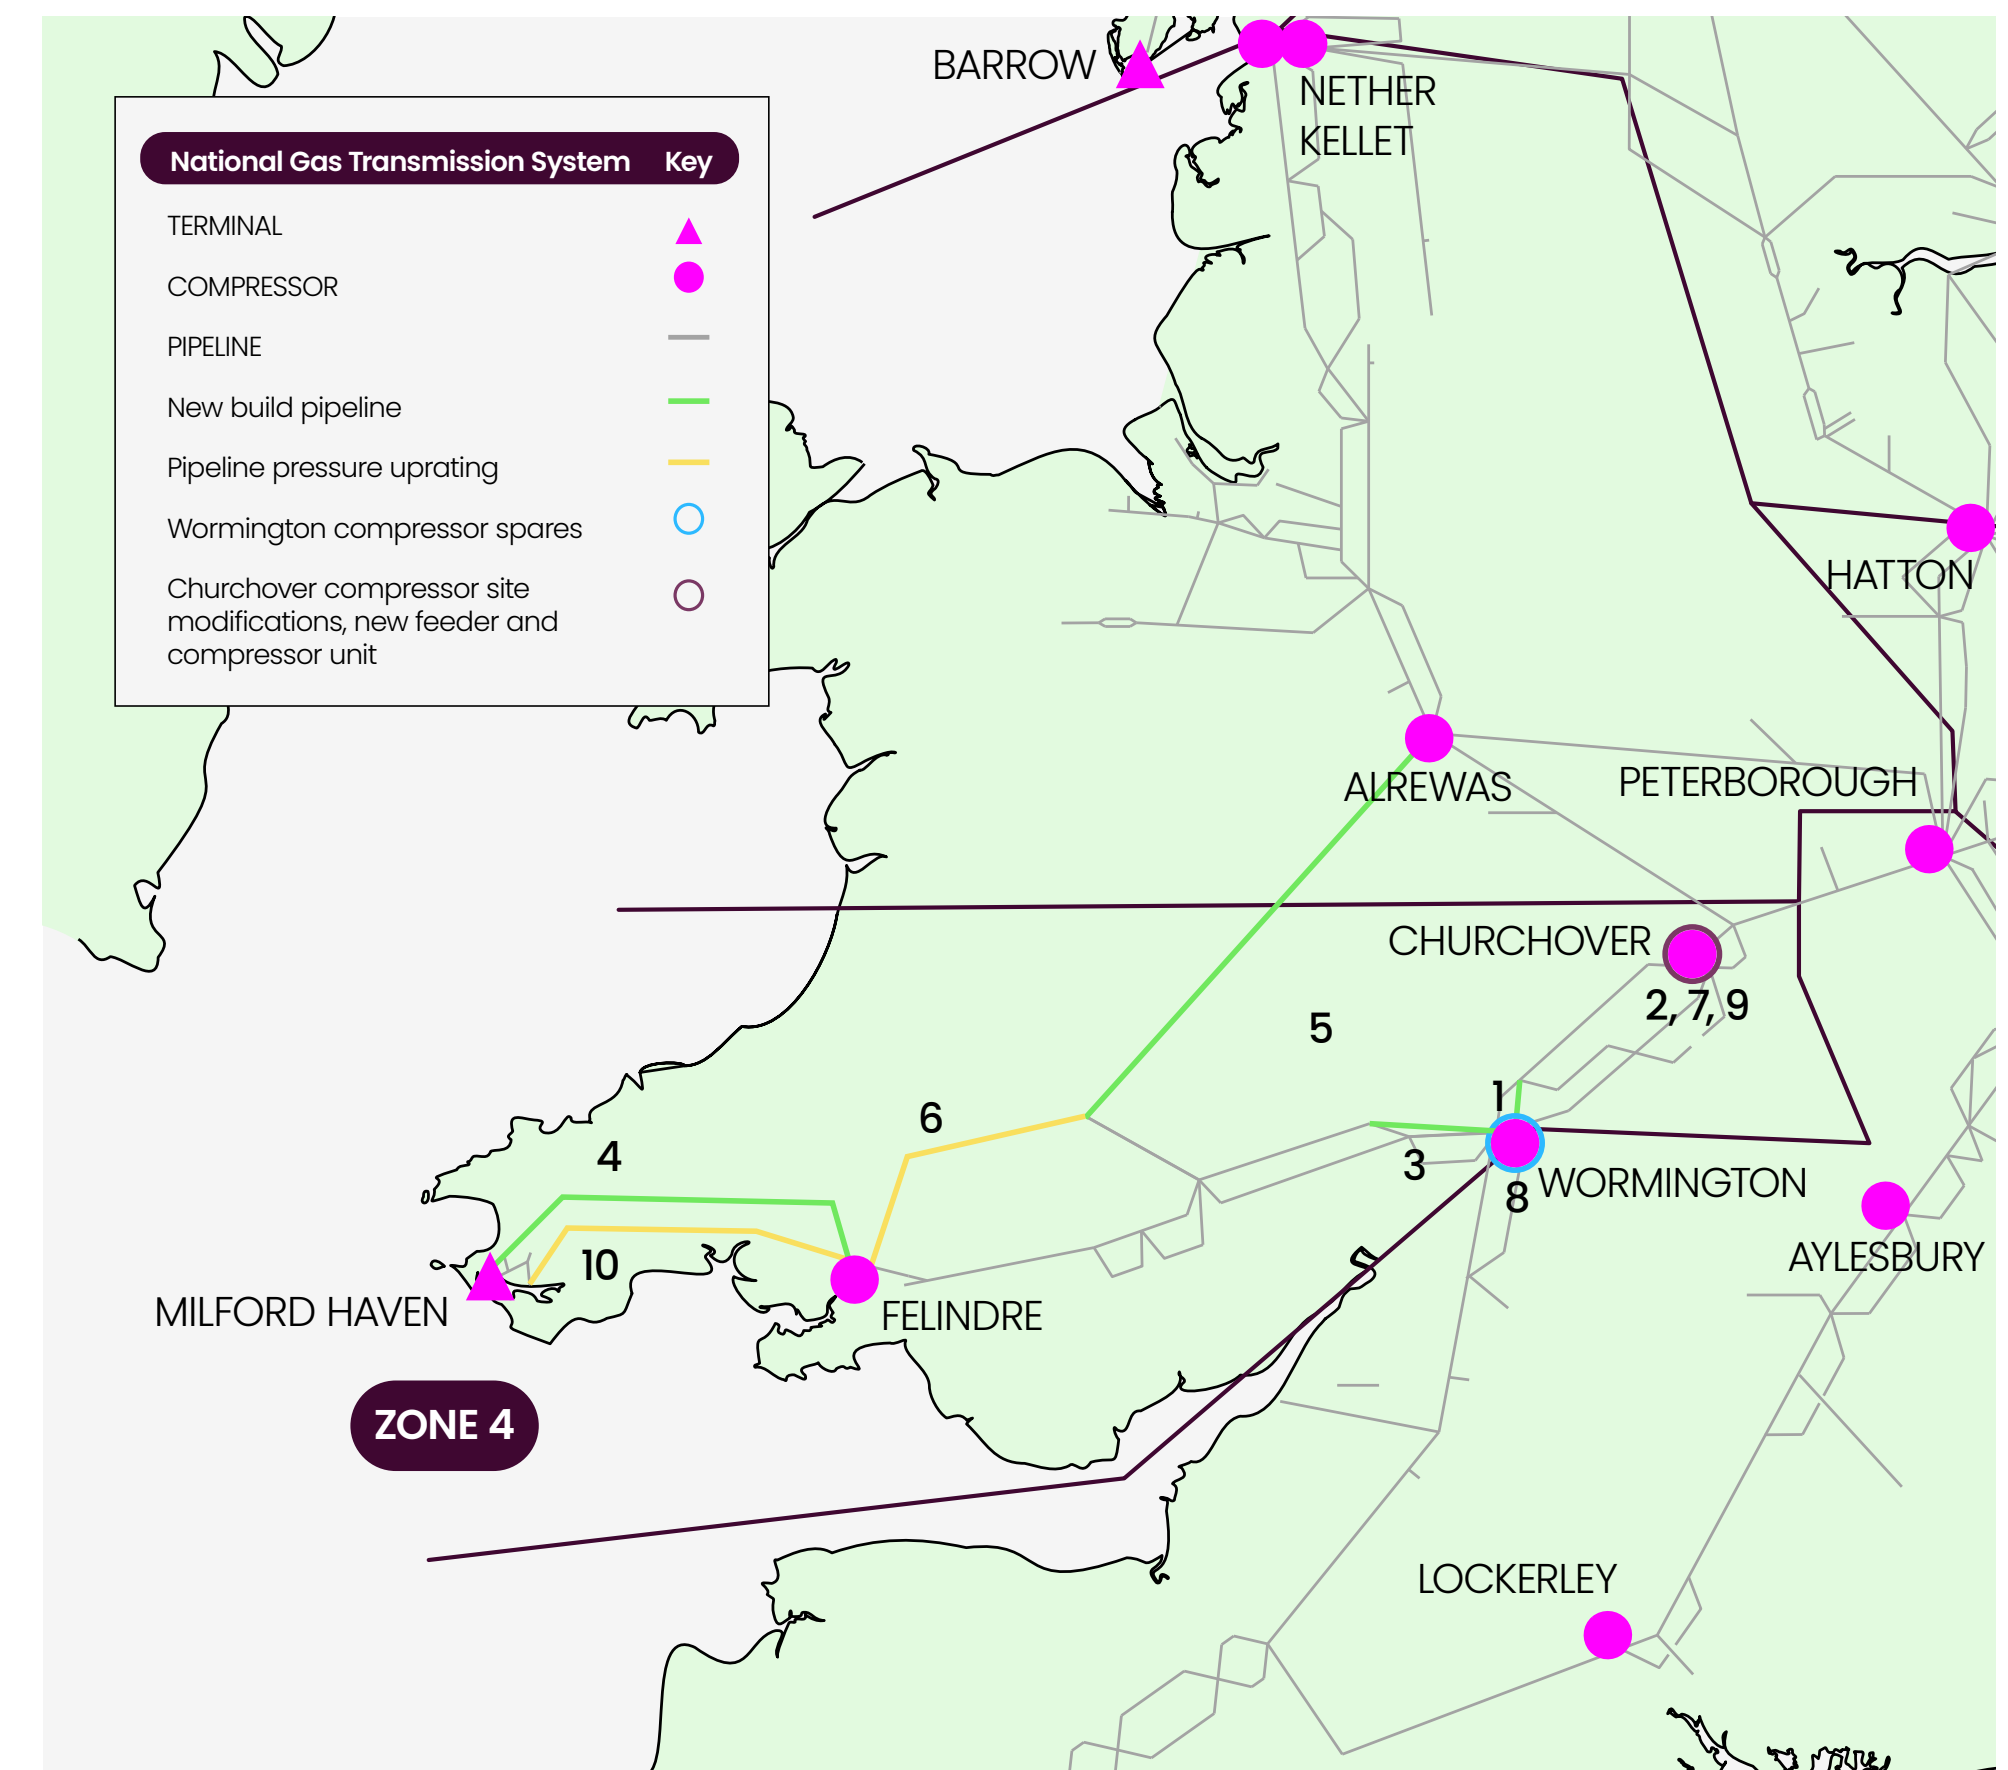 BARROW
NETHER
KELLET
National Gas Transmission System Key
TERMINAL
COMPRESSOR
PIPELINE
New build pipeline
Pipeline pressure uprating
Wormington compressor spares
Churchover compressor site
modifications, new feeder and
compressor unit
HATTON
ALREWAS
PETERBOROUGH
CHURCHOVER
2, 7, 9
5
1
6
4
3
WORMINGTON
8
AYLESBURY
10
MILFORD HAVEN
FELINDRE
ZONE 4
LOCKERLEY